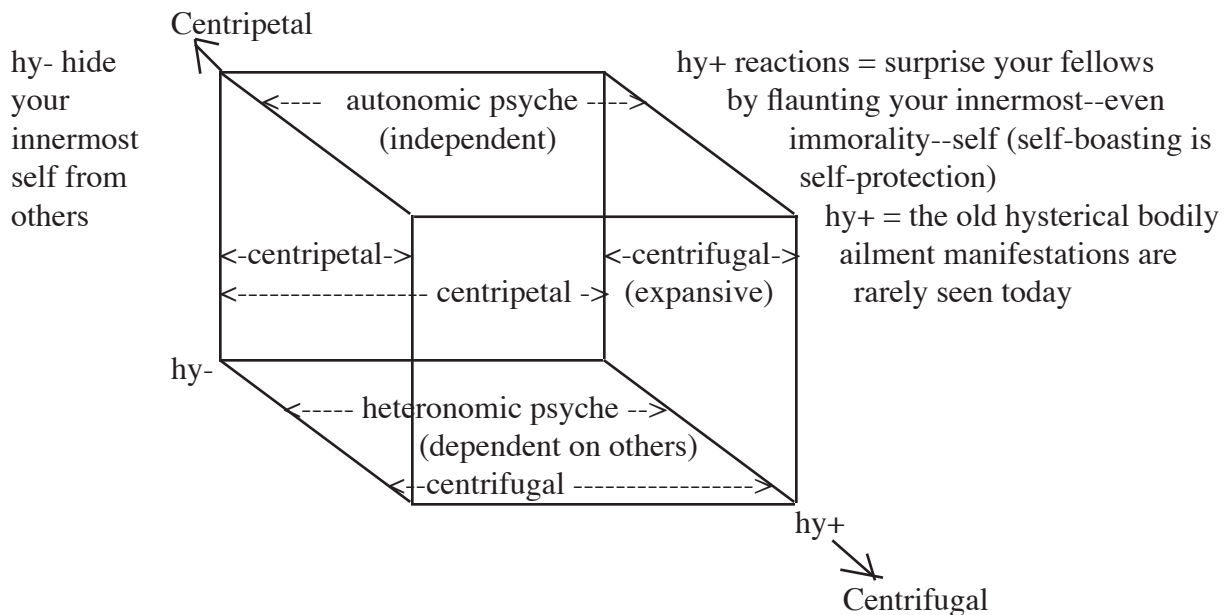 Centripetal
hy- hide
your
innermost
self from
others
hy+ reactions = surprise your fellows
by flaunting your innermost--even
immorality--self (self-boasting is
self-protection)
hy+ = the old hysterical bodily
ailment manifestations are
rarely seen today
<---- autonomic psyche ---->
(independent)
<-centripetal->
<-centrifugal->
<---------------- centripetal ->
(expansive)
hy-
<----- heteronomic psyche -->
(dependent on others)
<--centrifugal -------------->
hy+
Centrifugal